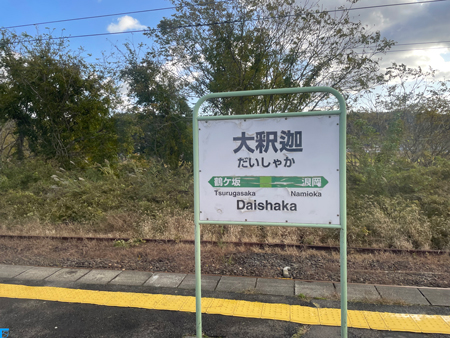 大釈迦
だいしゃか
鶴ケ坂 浪岡
Tsurugasaka Namioka
Daishaka